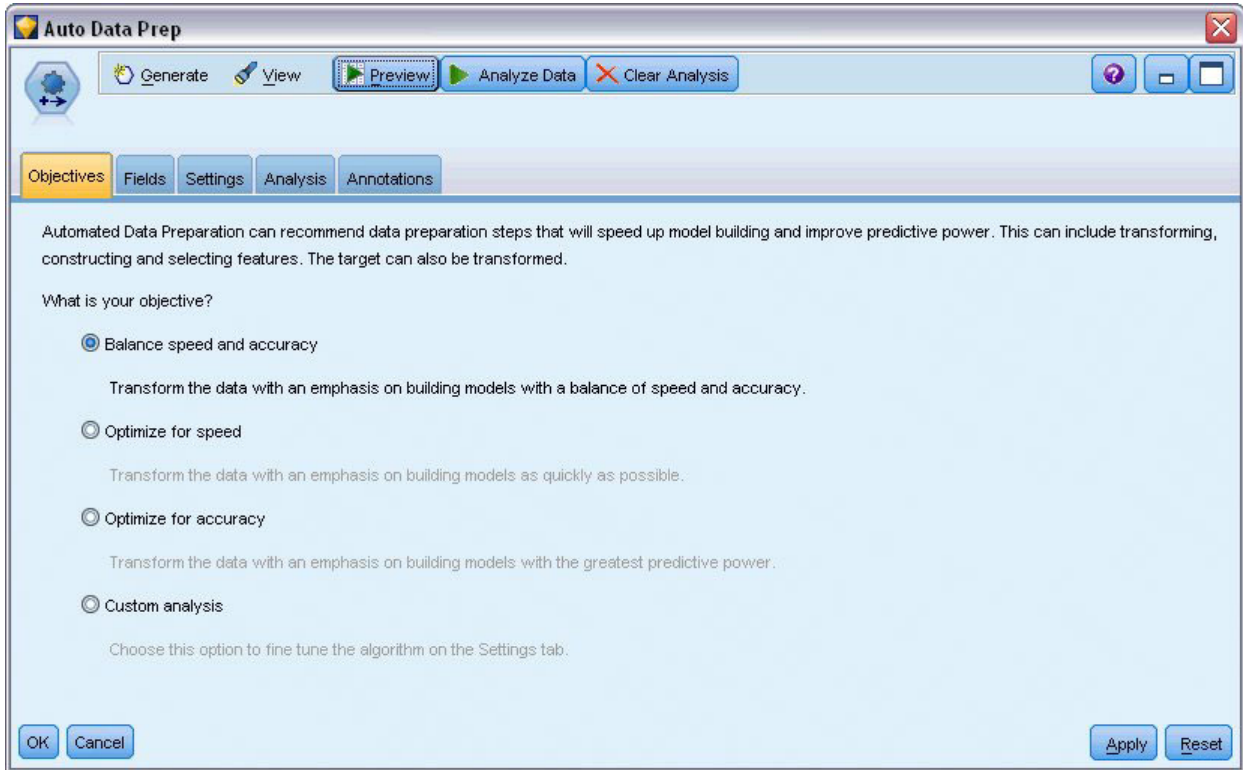 Auto Data Prep
Generate View Preview Analyze Data Clear Analysis
Objectives Fields Settings Analysis Annotations
Automated Data Preparation can recommend data preparation steps that will speed up model building and improve predictive power. This can include transforming,
constructing and selecting features. The target can also be transformed.
What is your objective?
Balance speed and accuracy
Transform the data with an emphasis on building models with a balance of speed and accuracy.
Optimize for speed
Transform the data with an emphasis on building models as quickly as possible.
Optimize for accuracy
Transform the data with an emphasis on building models with the greatest predictive power.
Custom analysis
Choose this option to fine tune the algorithm on the Settings tab.
OK Cancel Apply Reset